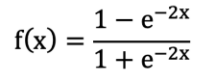 f(x) = (1 − e^{−2x}) / (1 + e^{−2x})